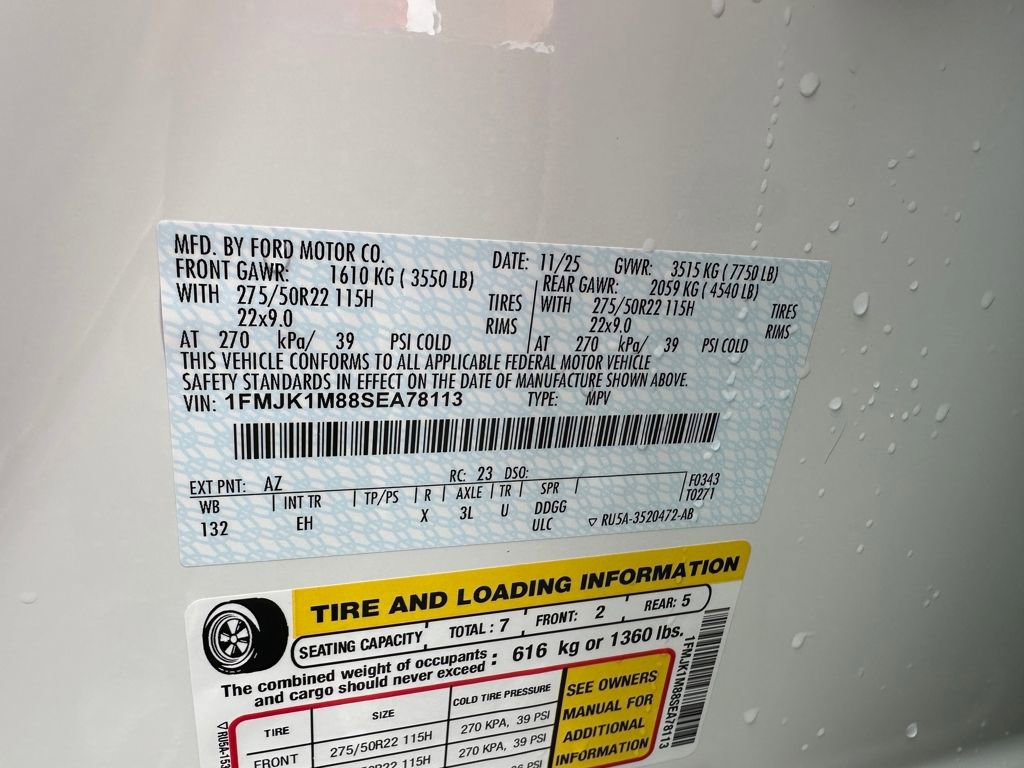 MFD. BY FORD MOTOR CO. DATE: 11/25 GVWR: 3515 KG ( 7750 LB)
FRONT GAWR: 1610 KG ( 3550 LB) REAR GAWR: 2059 KG ( 4540 LB)
WITH 275/50R22 115H TIRES WITH 275/50R22 115H TIRES
22x9.0 RIMS 22x9.0 RIMS
AT 270 kPa/ 39 PSI COLD AT 270 kPa/ 39 PSI COLD
THIS VEHICLE CONFORMS TO ALL APPLICABLE FEDERAL MOTOR VEHICLE
SAFETY STANDARDS IN EFFECT ON THE DATE OF MANUFACTURE SHOWN ABOVE.
VIN: 1FMJK1M88SEA78113 TYPE: MPV
EXT PNT: AZ RC: 23 DSO: F0343
WB INT TR TP/PS R AXLE TR SPR T0271
132 EH X 3L U DDGG
ULC RU5A-3520472-AB
TIRE AND LOADING INFORMATION
SEATING CAPACITY TOTAL : 7 FRONT: 2 REAR: 5
The combined weight of occupants and cargo should never exceed : 616 kg or 1360 lbs.
TIRE SIZE COLD TIRE PRESSURE
FRONT 275/50R22 115H 270 KPA, 39 PSI
270 KPA, 39 PSI
SEE OWNERS
MANUAL FOR
ADDITIONAL
INFORMATION
1FMJK1M88SEA78113